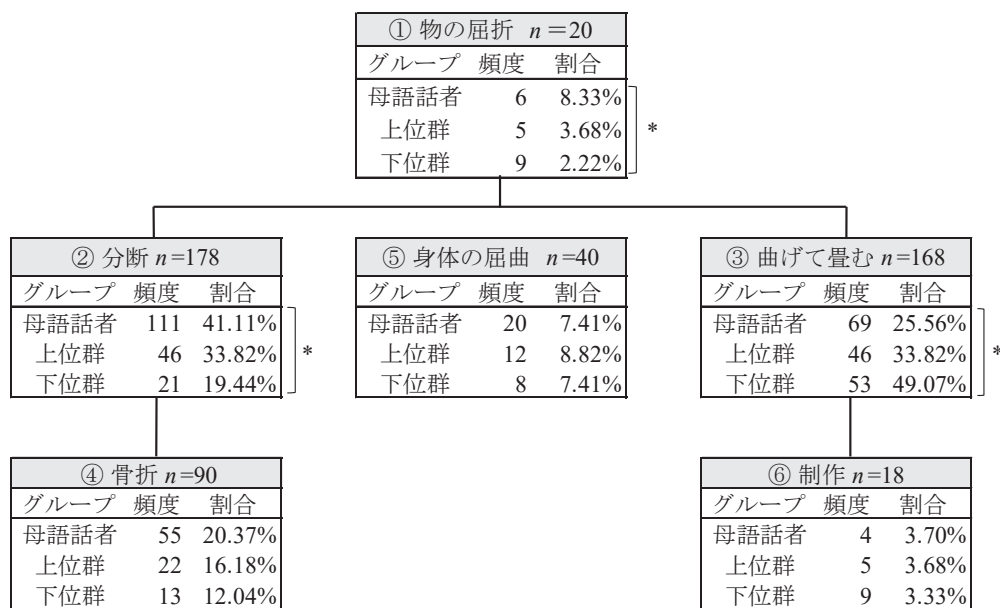 ① 物の屈折 n＝20
グループ 頻度 割合
母語話者 6 8.33%
上位群 5 3.68%
下位群 9 2.22%
*
② 分断 n=178
グループ 頻度 割合
母語話者 111 41.11%
上位群 46 33.82%
下位群 21 19.44%
*
⑤ 身体の屈曲 n=40
グループ 頻度 割合
母語話者 20 7.41%
上位群 12 8.82%
下位群 8 7.41%
③ 曲げて畳む n=168
グループ 頻度 割合
母語話者 69 25.56%
上位群 46 33.82%
下位群 53 49.07%
*
④ 骨折 n=90
グループ 頻度 割合
母語話者 55 20.37%
上位群 22 16.18%
下位群 13 12.04%
⑥ 制作 n=18
グループ 頻度 割合
母語話者 4 3.70%
上位群 5 3.68%
下位群 9 3.33%